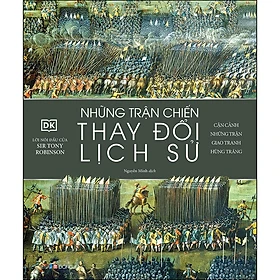 NHỮNG TRẬN CHIẾN
DK
THAY ĐỔI
LỊCH SỬ
LỜI NÓI ĐẦU CỦA
SIR TONY
ROBINSON
CẬN CẢNH
NHỮNG TRẬN
GIAO TRANH
HÙNG TRÁNG
Nguyễn Minh dịch